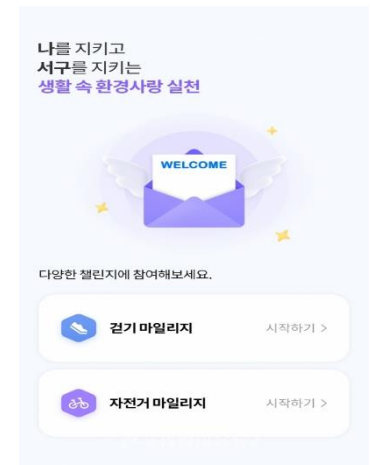 나를 지키고
서구를 지키는
생활 속 환경사랑 실천
WELCOME
다양한 챌린지에 참여해보세요.
걷기 마일리지 시작하기 >
자전거 마일리지 시작하기 >